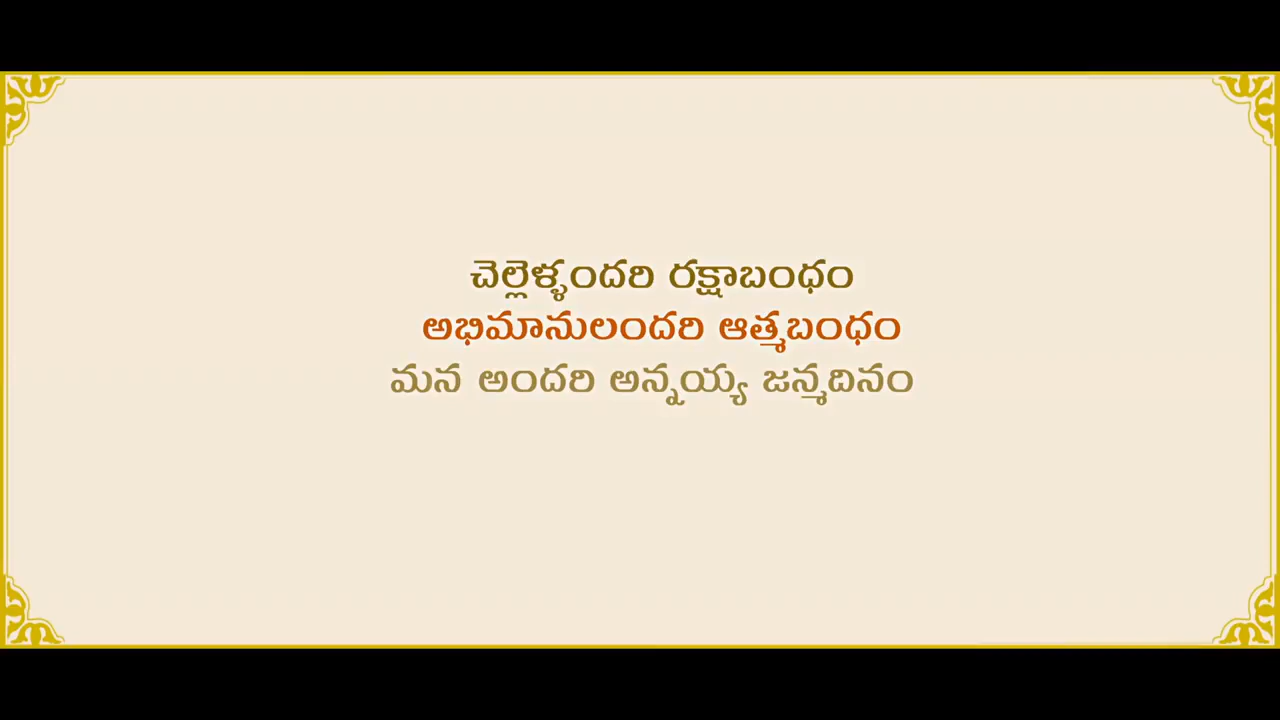 చెల్లెళ్ళందరి రక్షాబంధం
అభిమానులందరి ఆత్మబంధం
మన అందరి అన్నయ్య జన్మదినం